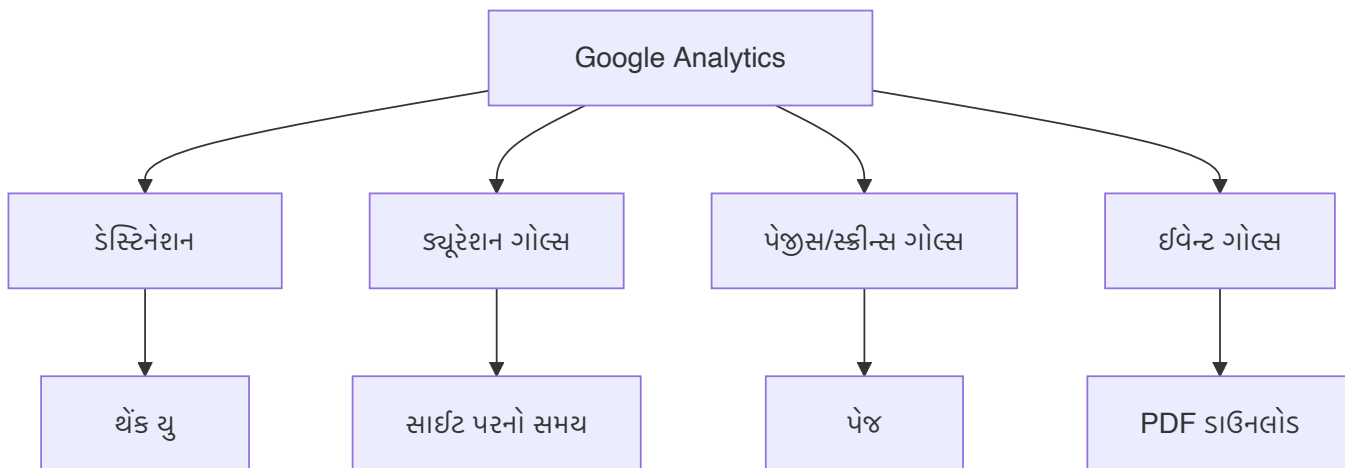 Google Analytics
ડેસ્ટિનેશન
ક્યૂરેશન ગોલ્સ
પેજીસ/સ્ક્રીન્સ ગોલ્સ
ઈવેન્ટ ગોલ્સ
થેંક યુ
સાઈટ પરનો સમય
પેજ
PDF ડાઉનલોડ